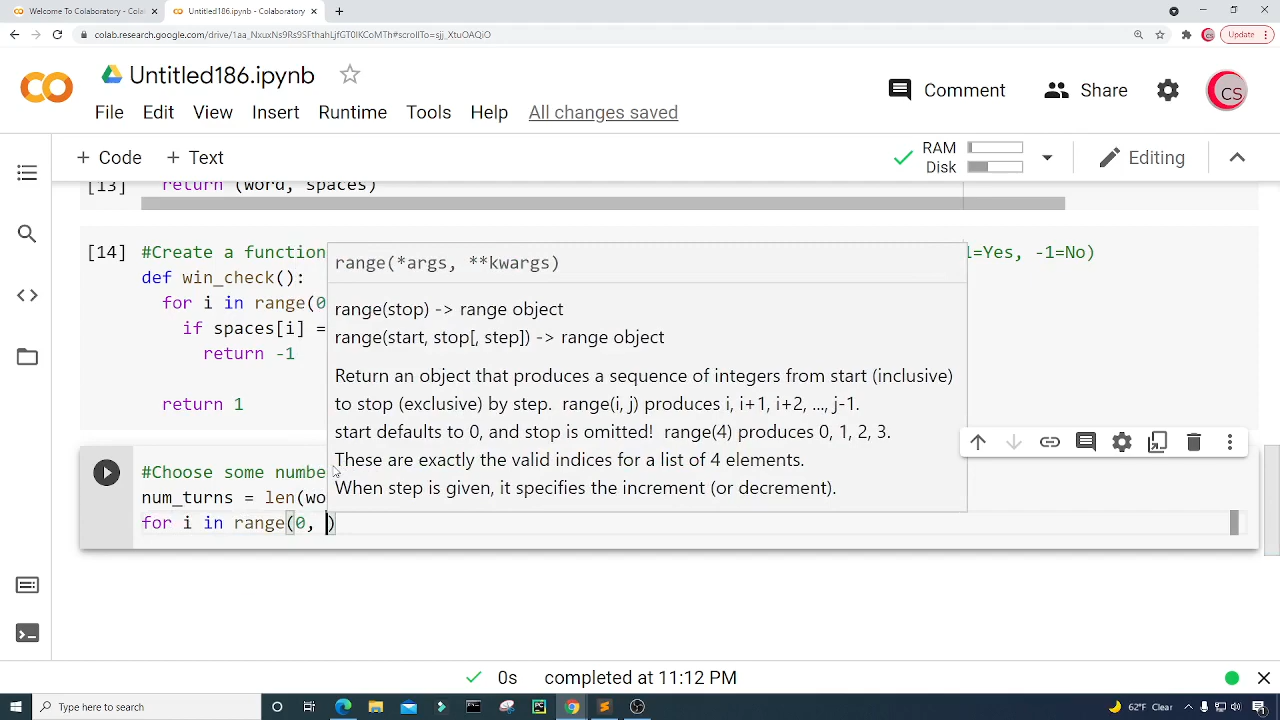 Welcome To Colaboratory - Colal
Untitled186.ipynb - Colaboratory
colab.research.google.com/drive/1aa_NxuxNs9Rs9SFthahLjfGT0IKCoMTh#scrollTo=sjj_XtuOAQiO
Update
Untitled186.ipynb
Comment
Share
CS
File Edit View Insert Runtime Tools Help All changes saved
+ Code + Text
RAM
Disk
Editing
[13] return (word, spaces)
[14] #Create a function 1=Yes, -1=No)
def win_check():
for i in range(0
if spaces[i] =
return -1
return 1
range(*args, **kwargs)
range(stop) -> range object
range(start, stop[, step]) -> range object
Return an object that produces a sequence of integers from start (inclusive)
to stop (exclusive) by step. range(i, j) produces i, i+1, i+2, ..., j-1.
start defaults to 0, and stop is omitted! range(4) produces 0, 1, 2, 3.
These are exactly the valid indices for a list of 4 elements.
When step is given, it specifies the increment (or decrement).
#Choose some numbe
num_turns = len(wo
for i in range(0, )
0s completed at 11:12 PM
Type here to search
62°F Clear
11:12 PM